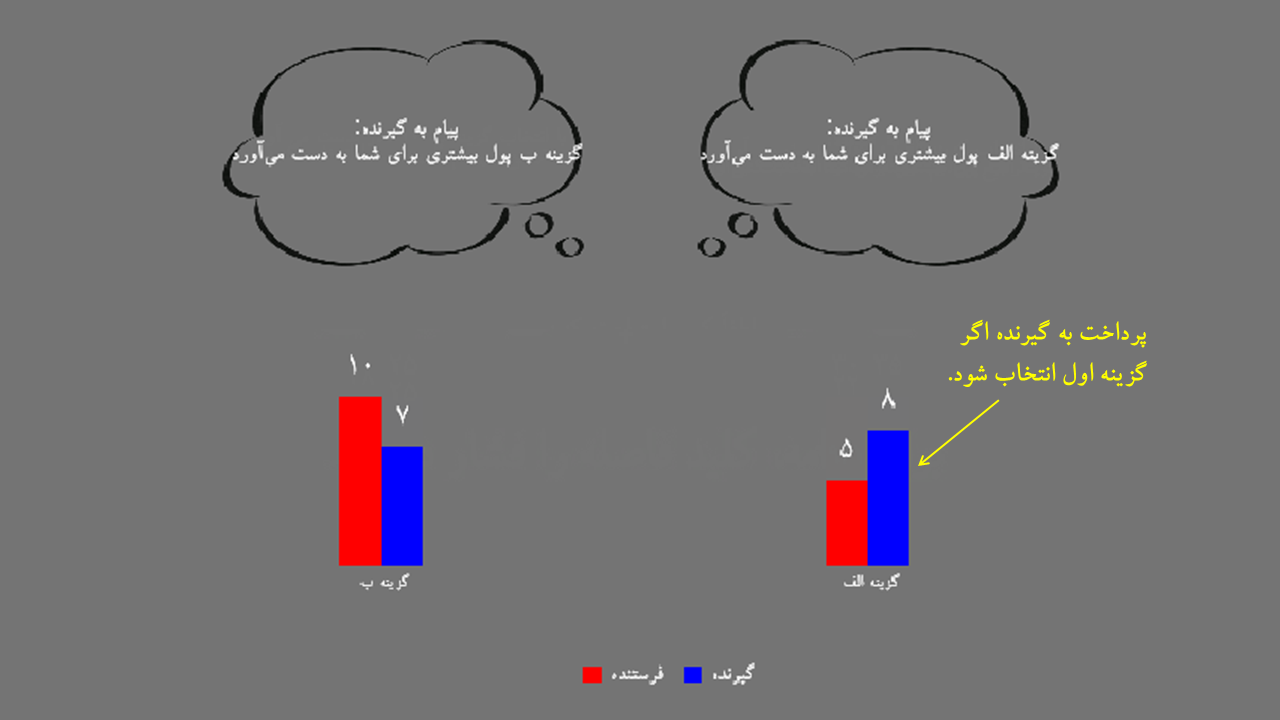 پیام به گیرنده:
گزیته الف پول بیشتری برای شما به دست می‌آورد
پیام به گیرنده:
گزینه ب پول بیشتری برای شما به دست می‌آورد
پرداخت به گیرنده اگر
گزینه اول انتخاب شود.
۸
۵
گزینه الف
۷
۱۰
گزینه ب
گیرنده
فرستنده